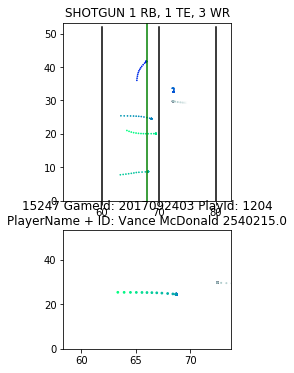 SHOTGUN 1 RB, 1 TE, 3 WR
50
40
30
20
10
0
60 70 80
15247 GameId: 2017092403 PlayId: 1204
PlayerName + ID: Vance McDonald 2540215.0
40
20
0
60 70 80